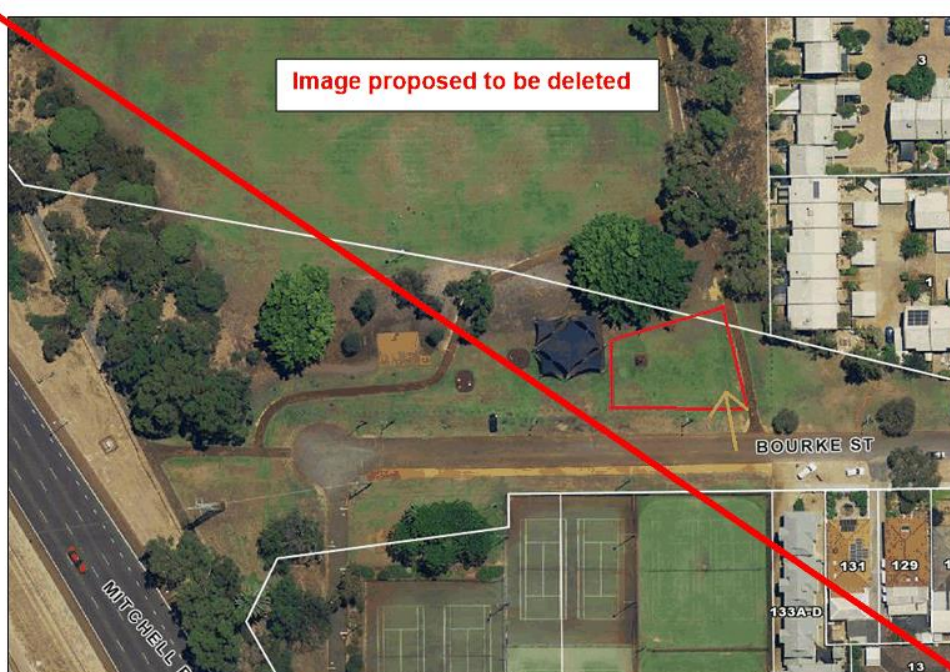 Image proposed to be deleted
3
1
BOURKE ST
131
129
133A-D
MITCHELL
13